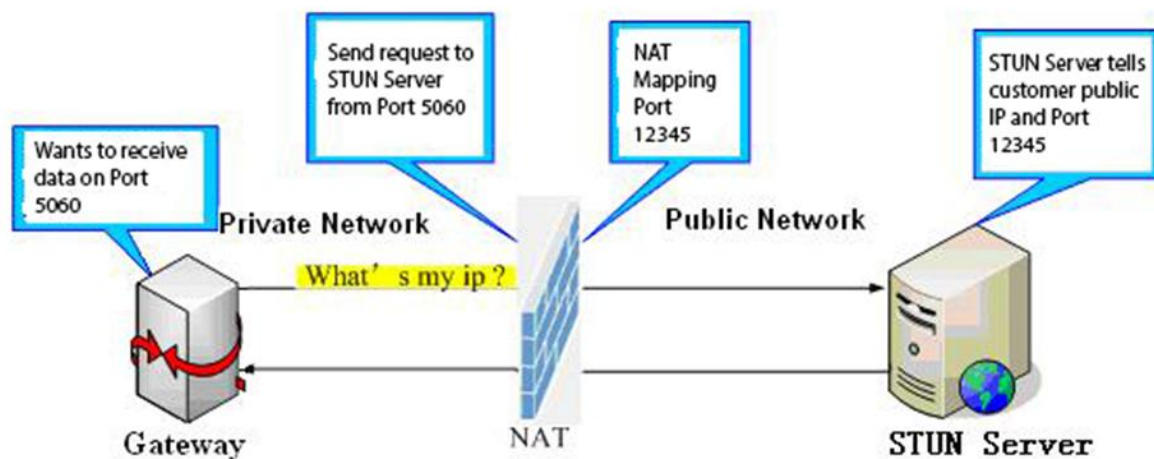 Send request to
STUN Server
from Port 5060
NAT
Mapping
Port
12345
STUN Server tells
customer public
IP and Port
12345
Wants to receive
data on Port
5060
Private Network
Public Network
What's my ip ?
Gateway
NAT
STUN Server